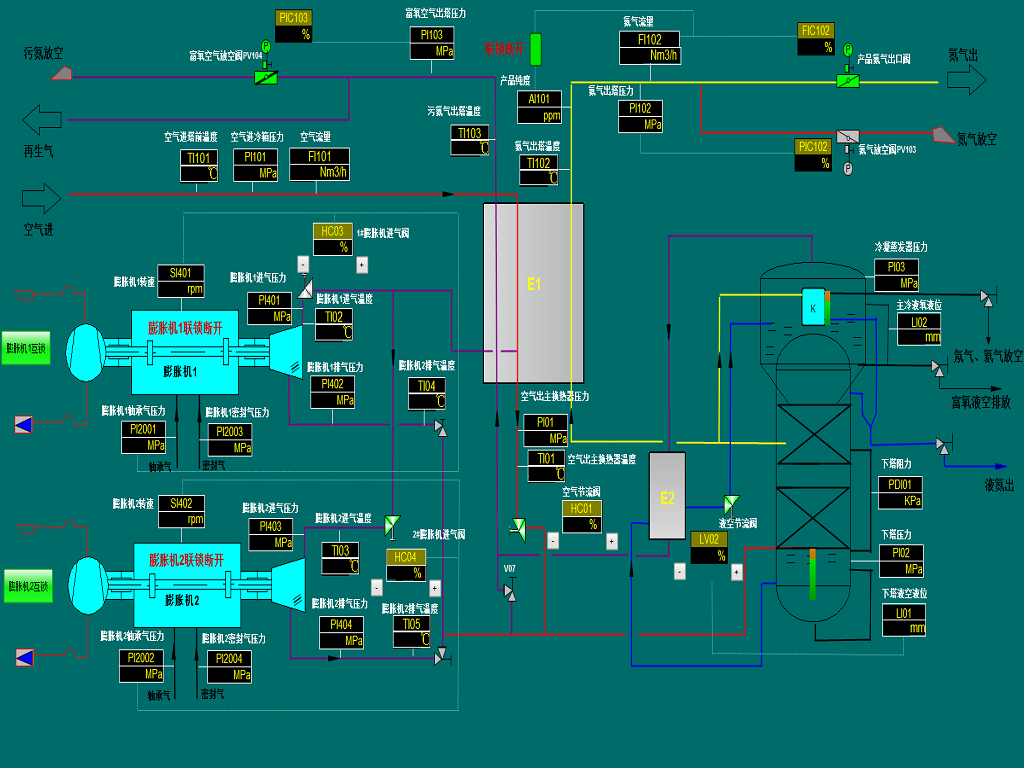 PIC103
%
富氧空气出塔压力
PI103
MPa
污氮放空
富氧空气放空阀PV104
P
联锁断开
氮气流量
FI102
Nm3/h
FIC102
%
P
产品氮气出口阀
氮气出
产品纯度
AI101
ppm
氮气出塔压力
PI102
MPa
再生气
污氮气出塔温度
TI103
℃
氮气出塔温度
TI102
℃
PIC102
%
氮气放空阀PV103
P
氮气放空
空气进塔前温度
TI101
℃
空气进冷箱压力
PI101
MPa
空气流量
FI101
Nm3/h
空气进
HC03
%
1#膨胀机进气阀
-
+
膨胀机1转速
SI401
rpm
膨胀机1进气压力
PI401
MPa
膨胀机1进气温度
TI02
℃
E1
冷凝蒸发器压力
PI03
MPa
K
主冷液氧液位
LI02
mm
氖气、氦气放空
膨胀机1互锁
膨胀机1联锁断开
膨胀机1
膨胀机1排气压力
PI402
MPa
膨胀机2排气温度
TI04
℃
富氧液空排放
膨胀机1轴承气压力
PI2001
MPa
膨胀机1密封气压力
PI2003
MPa
轴承气
密封气
空气出主换热器压力
PI01
MPa
TI01
℃
空气出主换热器温度
E2
下塔阻力
PDI01
KPa
液氮出
膨胀机2转速
SI402
rpm
膨胀机2进气压力
PI403
MPa
膨胀机2进气温度
TI03
℃
2#膨胀机进气阀
HC04
%
-
+
空气节流阀
HC01
%
-
+
液空节流阀
LV02
%
-
+
下塔压力
PI02
MPa
膨胀机2互锁
膨胀机2联锁断开
膨胀机2
膨胀机2排气压力
PI404
MPa
膨胀机2排气温度
TI05
℃
V07
下塔液空液位
LI01
mm
膨胀机2轴承气压力
PI2002
MPa
膨胀机2密封气压力
PI2004
MPa
轴承气
密封气